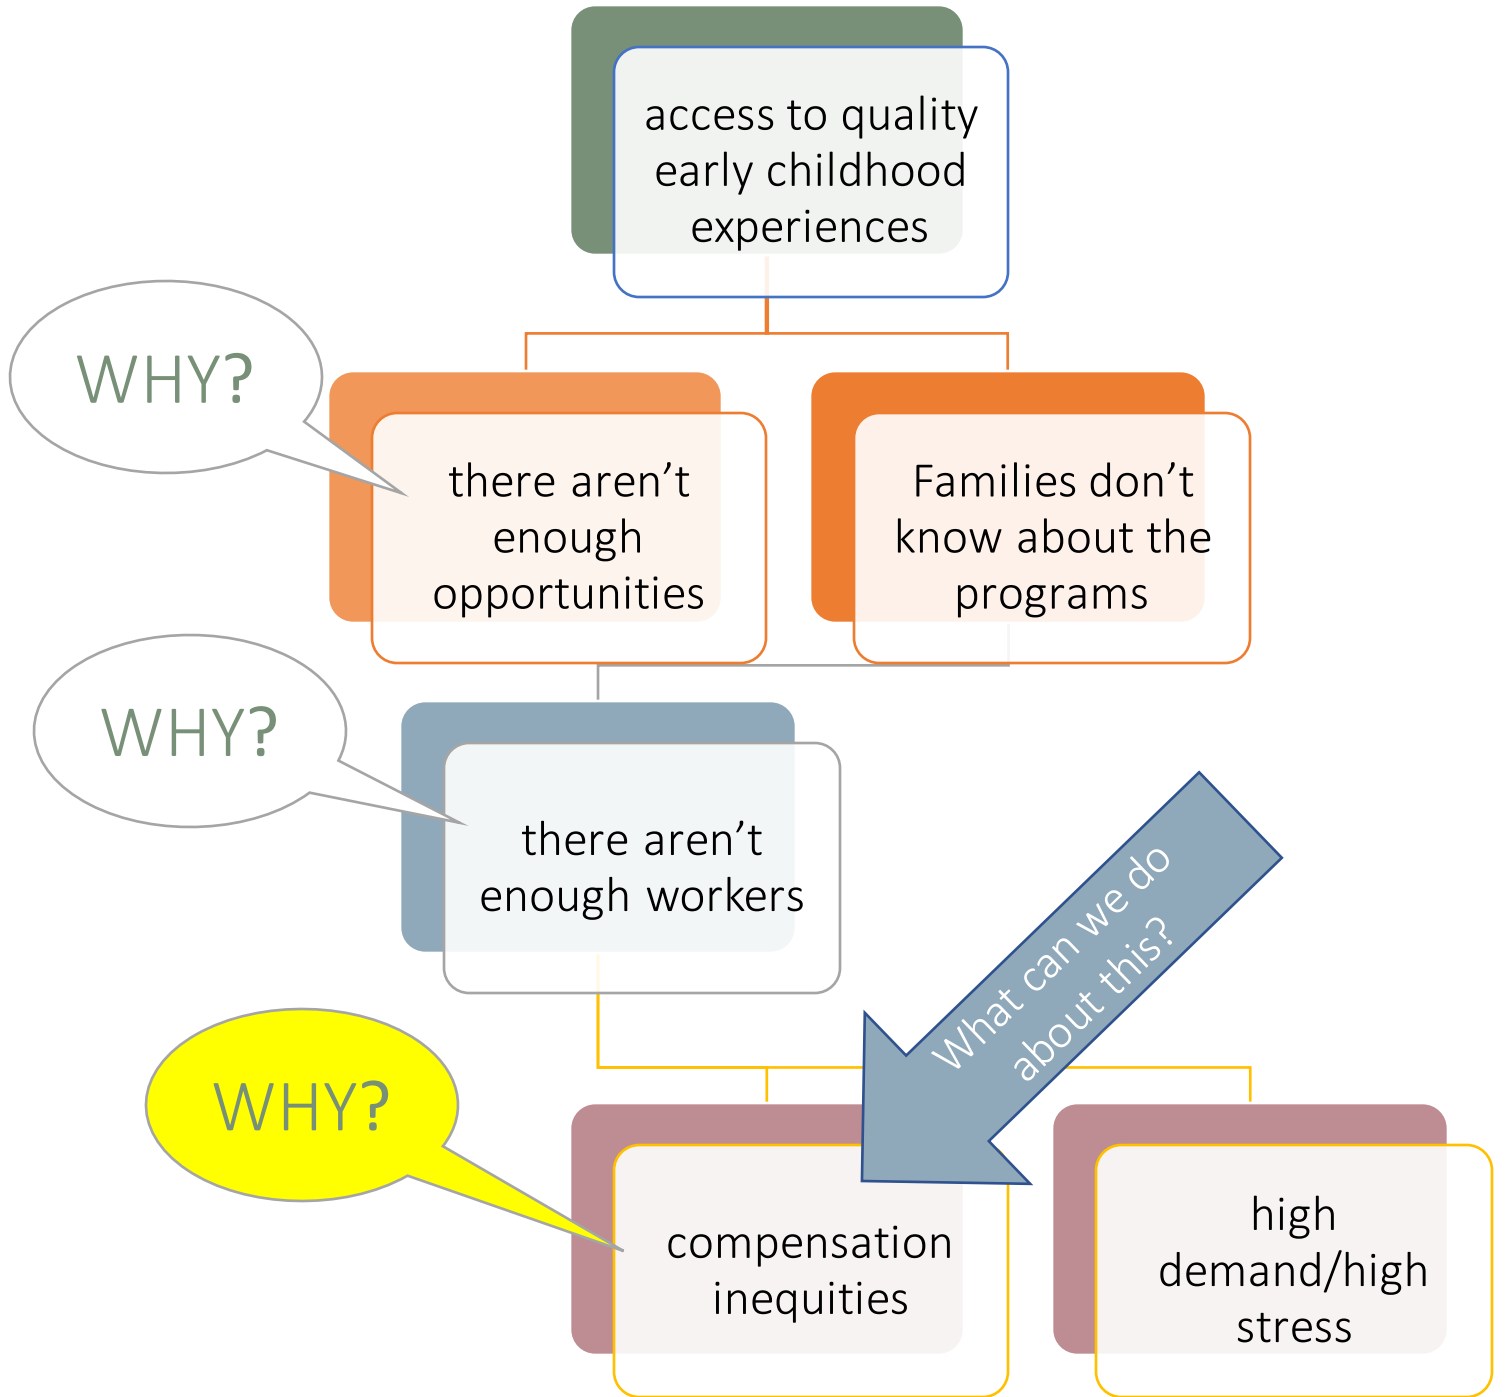 access to quality
early childhood
experiences
WHY?
there aren’t
enough
opportunities
Families don’t
know about the
programs
WHY?
there aren’t
enough workers
What can we do
about this?
WHY?
compensation
inequities
high
demand/high
stress